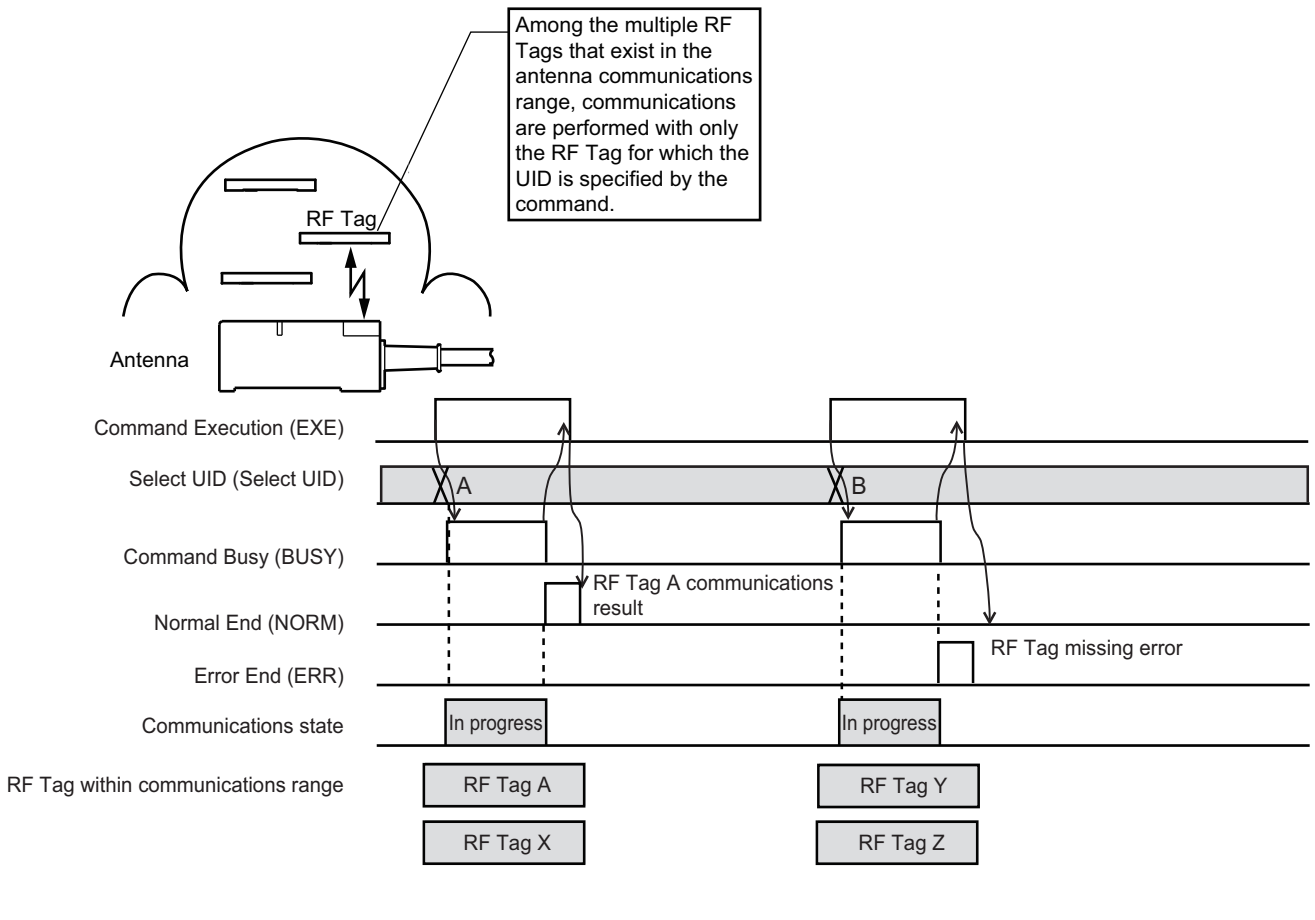 Among the multiple RF
Tags that exist in the
antenna communications
range, communications
are performed with only
the RF Tag for which the
UID is specified by the
command.
RF Tag
Antenna
Command Execution (EXE)
Select UID (Select UID)
A
B
Command Busy (BUSY)
RF Tag A communications
result
Normal End (NORM)
RF Tag missing error
Error End (ERR)
Communications state
In progress
In progress
RF Tag within communications range
RF Tag A
RF Tag Y
RF Tag X
RF Tag Z